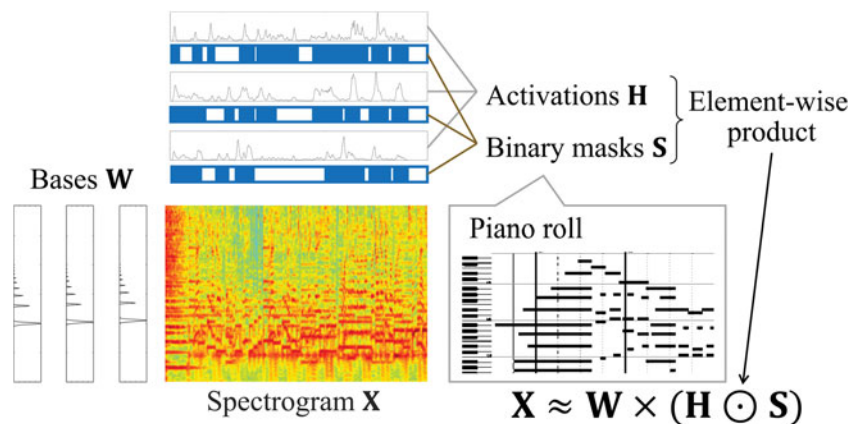 Activations H
Binary masks S
Element-wise
product
Bases W
Piano roll
Spectrogram X
X ≈ W × (H ⊙ S)